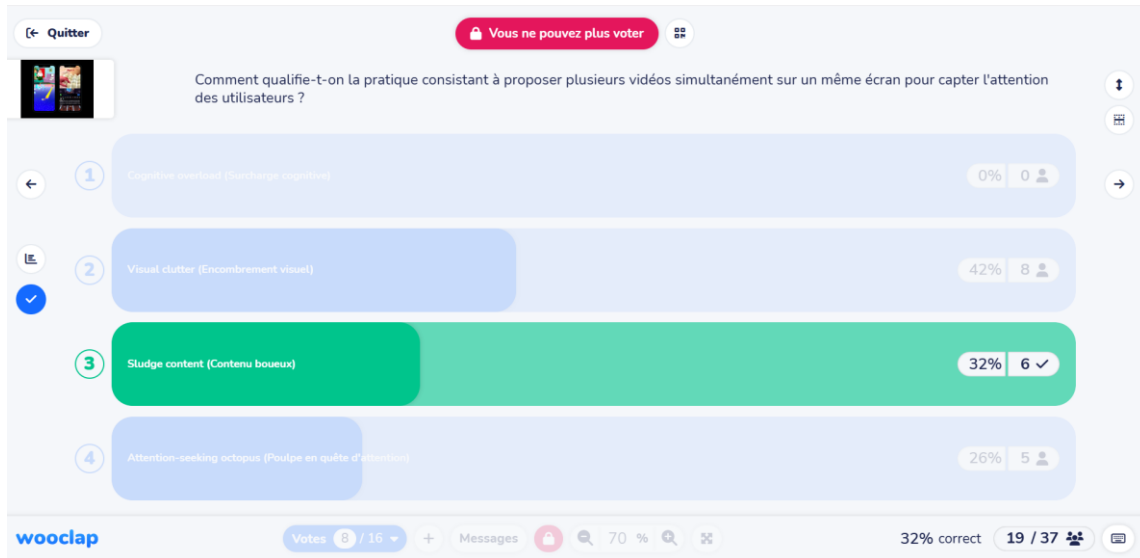 Quitter
Vous ne pouvez plus voter
Comment qualifie-t-on la pratique consistant à proposer plusieurs vidéos simultanément sur un même écran pour capter l'attention
des utilisateurs ?
1 Cognitive overload (Surcharge cognitive) 0% 0
2 Visual clutter (Encombrement visuel) 42% 8
3 Sludge content (Contenu boueux) 32% 6
4 Attention-seeking octopus (Poulpe en quête d'attention) 26% 5
wooclap Votes 8 / 16 + Messages 70 % 32% correct 19 / 37